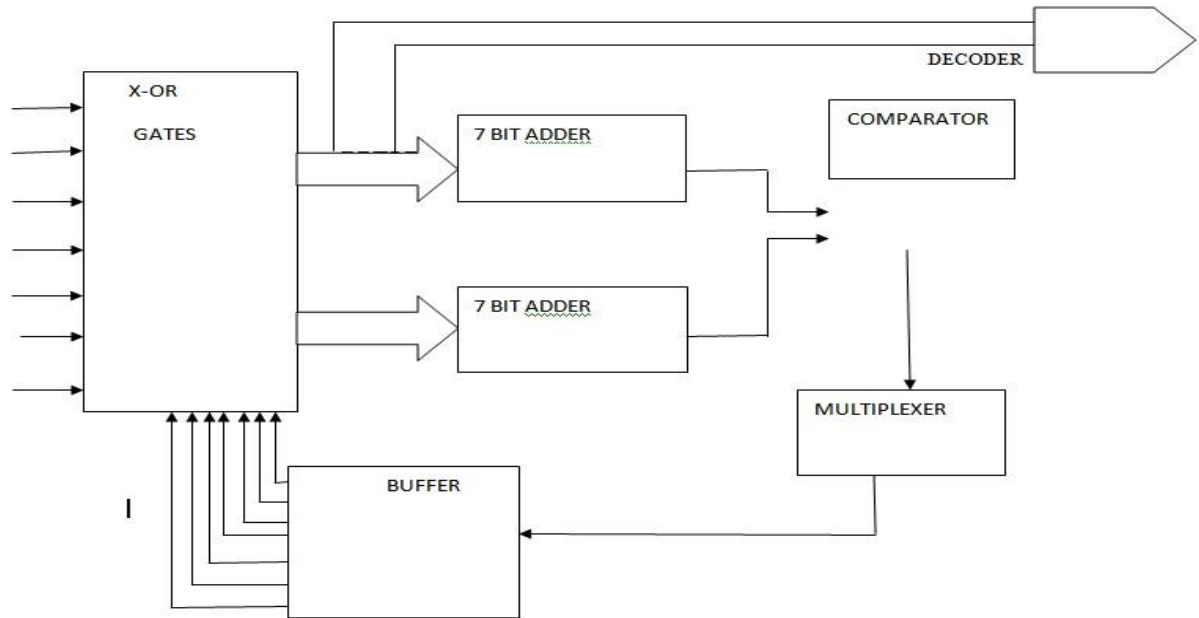 DECODER
X-OR
GATES
7 BIT ADDER
COMPARATOR
7 BIT ADDER
MULTIPLEXER
BUFFER
I